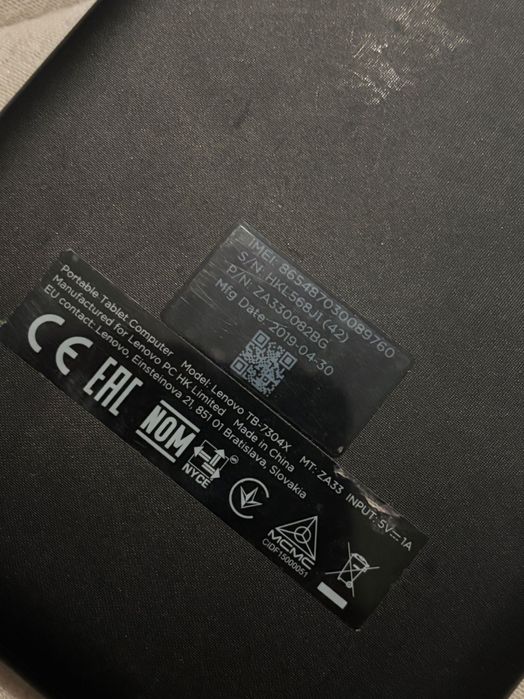 IMEI: 865487030089760
S/N: HKL568J1 (42)
P/N: ZA330082BG
Mfg Date 2019-04-30
Portable Tablet Computer Model: Lenovo TB-7304X MT: ZA33 INPUT: 5V⎓1A
Manufactured for Lenovo PC HK Limited Made in China
EU contact: Lenovo, Einsteinova 21, 851 01 Bratislava, Slovakia
CE EAC NOM NYCE
MCMC
CIDF15000051